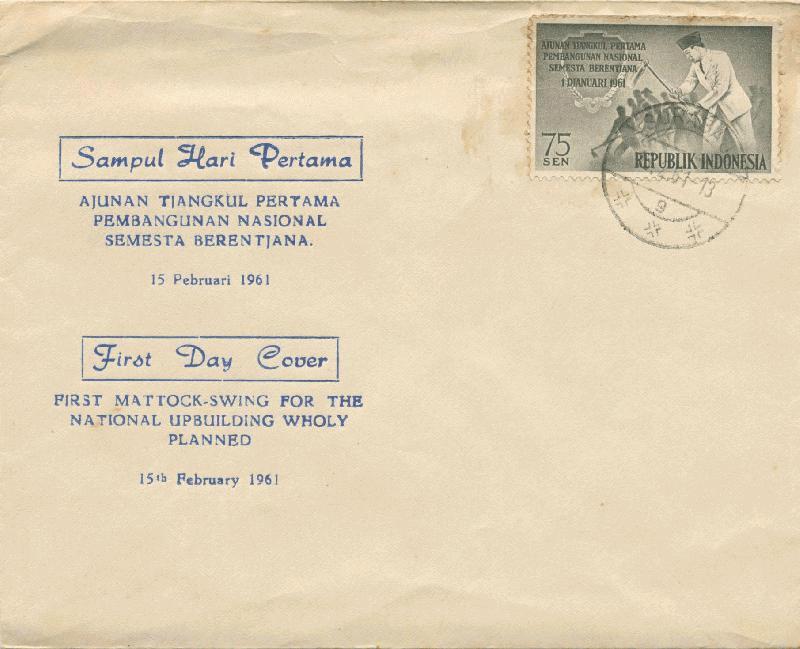 Sampul Hari Pertama
AJUNAN TJANGKUL PERTAMA
PEMBANGUNAN NASIONAL
SEMESTA BERENTJANA.
15 Pebruari 1961
First Day Cover
FIRST MATTOCK-SWING FOR THE
NATIONAL UPBUILDING WHOLY
PLANNED
15th February 1961
AJUNAN TJANGKUL PERTAMA
PEMBANGUNAN NASIONAL
SEMESTA BERENTJANA
1 DJANUARI 1961
75
SEN
REPUBLIK INDONESIA
9